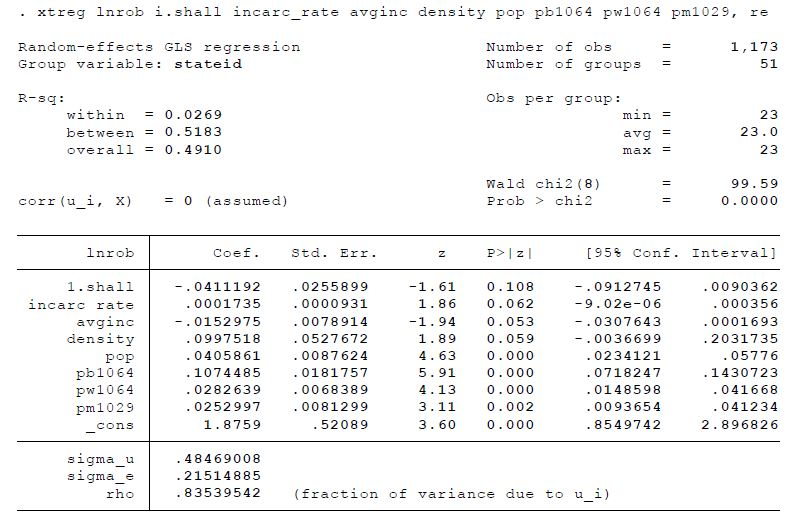 . xtreg lnrob i.shall incarc_rate avginc density pop pb1064 pw1064 pm1029, re
Random-effects GLS regression Number of obs = 1,173
Group variable: stateid Number of groups = 51
R-sq: Obs per group:
within = 0.0269 min = 23
between = 0.5183 avg = 23.0
overall = 0.4910 max = 23
Wald chi2(8) = 99.59
corr(u_i, X) = 0 (assumed) Prob > chi2 = 0.0000
lnrob Coef. Std. Err. z P>|z| [95% Conf. Interval]
1.shall -.0411192 .0255899 -1.61 0.108 -.0912745 .0090362
incarc_rate .0001735 .0000931 1.86 0.062 -9.02e-06 .000356
avginc -.0152975 .0078914 -1.94 0.053 -.0307643 .0001693
density .0997518 .0527672 1.89 0.059 -.0036699 .2031735
pop .0405861 .0087624 4.63 0.000 .0234121 .05776
pb1064 .1074485 .0181757 5.91 0.000 .0718247 .1430723
pw1064 .0282639 .0068389 4.13 0.000 .0148598 .041668
pm1029 .0252997 .0081299 3.11 0.002 .0093654 .041234
_cons 1.8759 .52089 3.60 0.000 .8549742 2.896826
sigma_u .48469008
sigma_e .21514885
rho .83539542 (fraction of variance due to u_i)